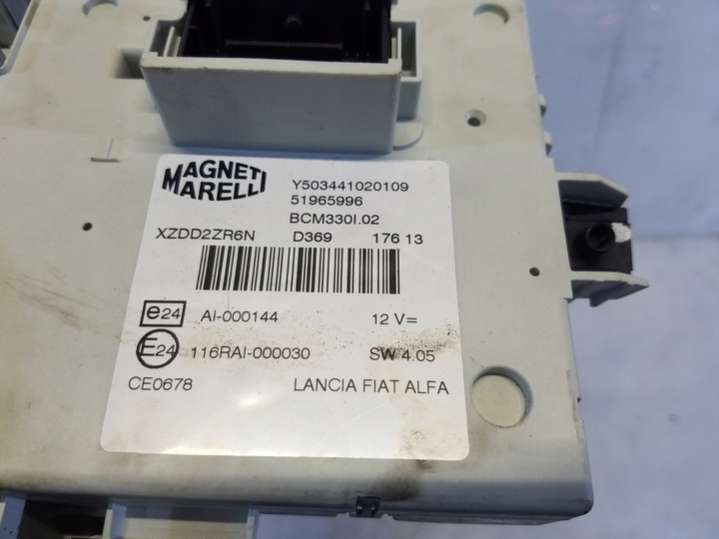 MAGNETI
MARELLI
Y503441020109
51965996
BCM330I.02
XZDD2ZR6N D369 176 13
e24 AI-000144 12 V=
E24 116RAI-000030 SW 4.05
CE0678 LANCIA FIAT ALFA